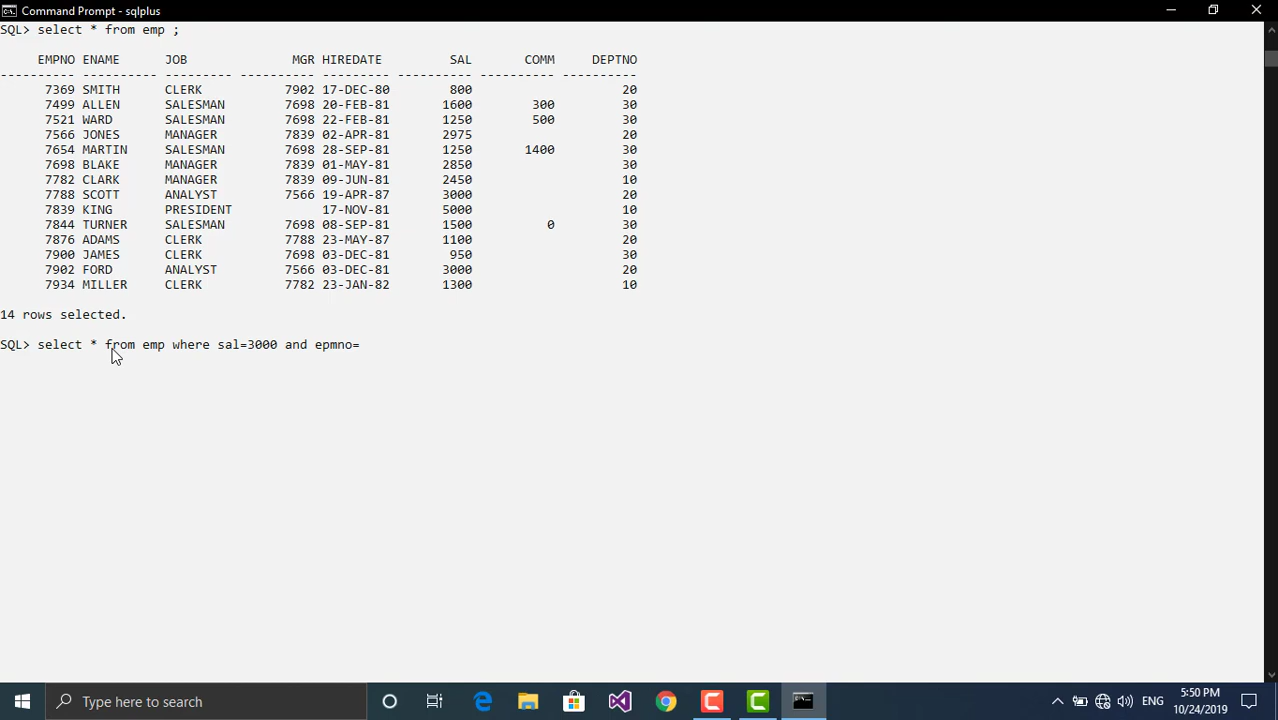 Command Prompt - sqlplus
SQL> select * from emp ;
EMPNO ENAME JOB MGR HIREDATE SAL COMM DEPTNO
---------- ---------- --------- ---------- --------- ---------- ---------- ----------
7369 SMITH CLERK 7902 17-DEC-80 800 20
7499 ALLEN SALESMAN 7698 20-FEB-81 1600 300 30
7521 WARD SALESMAN 7698 22-FEB-81 1250 500 30
7566 JONES MANAGER 7839 02-APR-81 2975 20
7654 MARTIN SALESMAN 7698 28-SEP-81 1250 1400 30
7698 BLAKE MANAGER 7839 01-MAY-81 2850 30
7782 CLARK MANAGER 7839 09-JUN-81 2450 10
7788 SCOTT ANALYST 7566 19-APR-87 3000 20
7839 KING PRESIDENT 17-NOV-81 5000 10
7844 TURNER SALESMAN 7698 08-SEP-81 1500 0 30
7876 ADAMS CLERK 7788 23-MAY-87 1100 20
7900 JAMES CLERK 7698 03-DEC-81 950 30
7902 FORD ANALYST 7566 03-DEC-81 3000 20
7934 MILLER CLERK 7782 23-JAN-82 1300 10
14 rows selected.
SQL> select * from emp where sal=3000 and epmno=
Type here to search
ENG
5:50 PM
10/24/2019